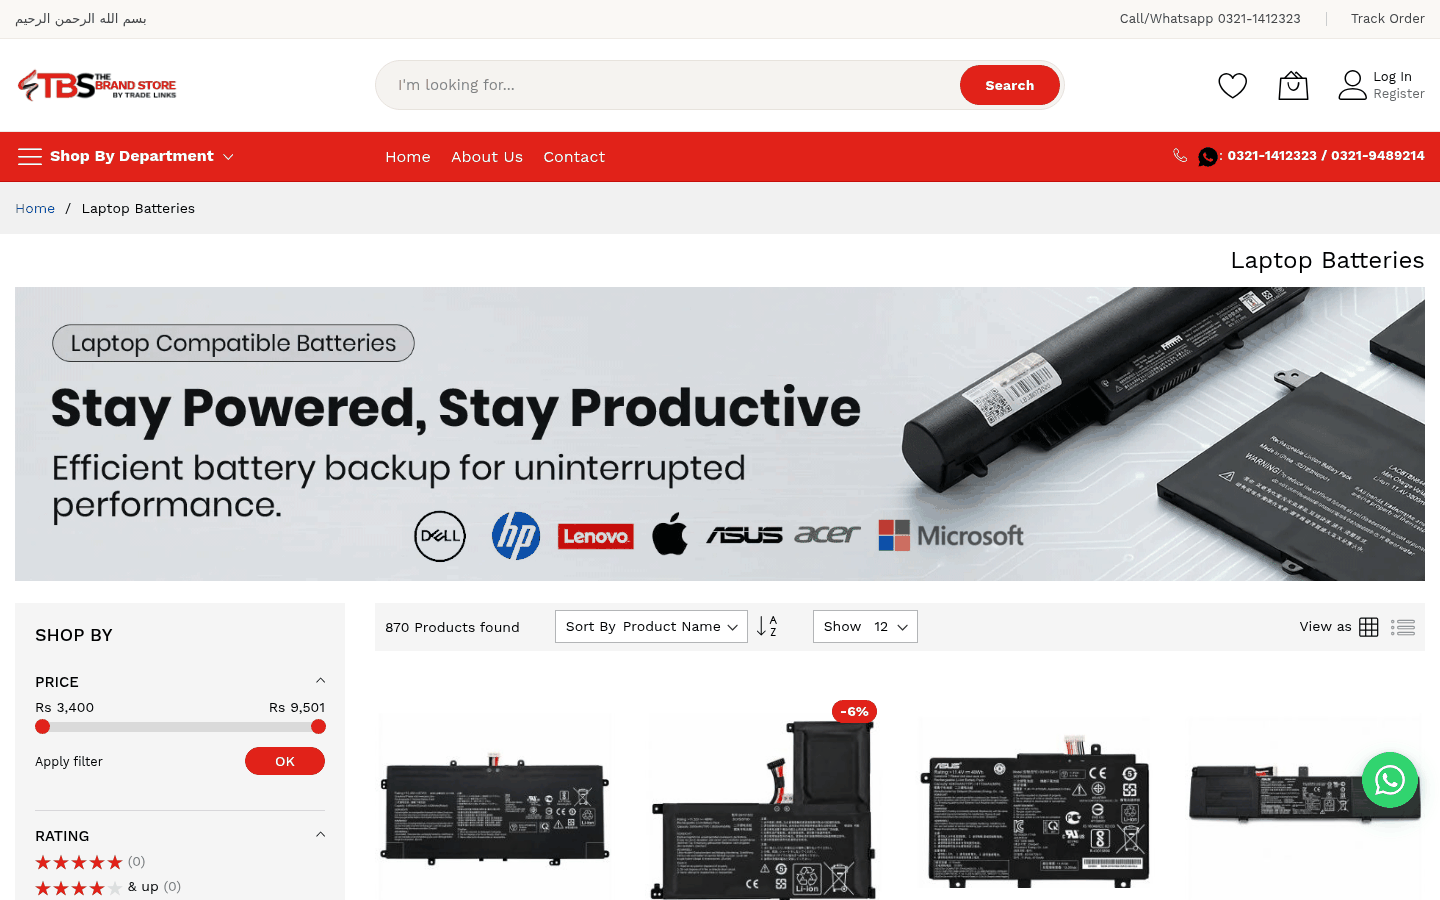 بسم الله الرحمن الرحيم
Call/Whatsapp 0321-1412323
Track Order
TBS THE BRAND STORE
BY TRADE LINKS
I'm looking for...
Search
Log In
Register
Shop By Department
Home
About Us
Contact
: 0321-1412323 / 0321-9489214
Home / Laptop Batteries
Laptop Batteries
Laptop Compatible Batteries
Stay Powered, Stay Productive
Efficient battery backup for uninterrupted
performance.
DELL
hp
Lenovo
ASUS
acer
Microsoft
WARNING!
SHOP BY
870 Products found
Sort By Product Name
A
Z
Show 12
View as
PRICE
Rs 3,400
Rs 9,501
Apply filter
OK
RATING
(0)
& up (0)
-6%
Li-ion
ASUS